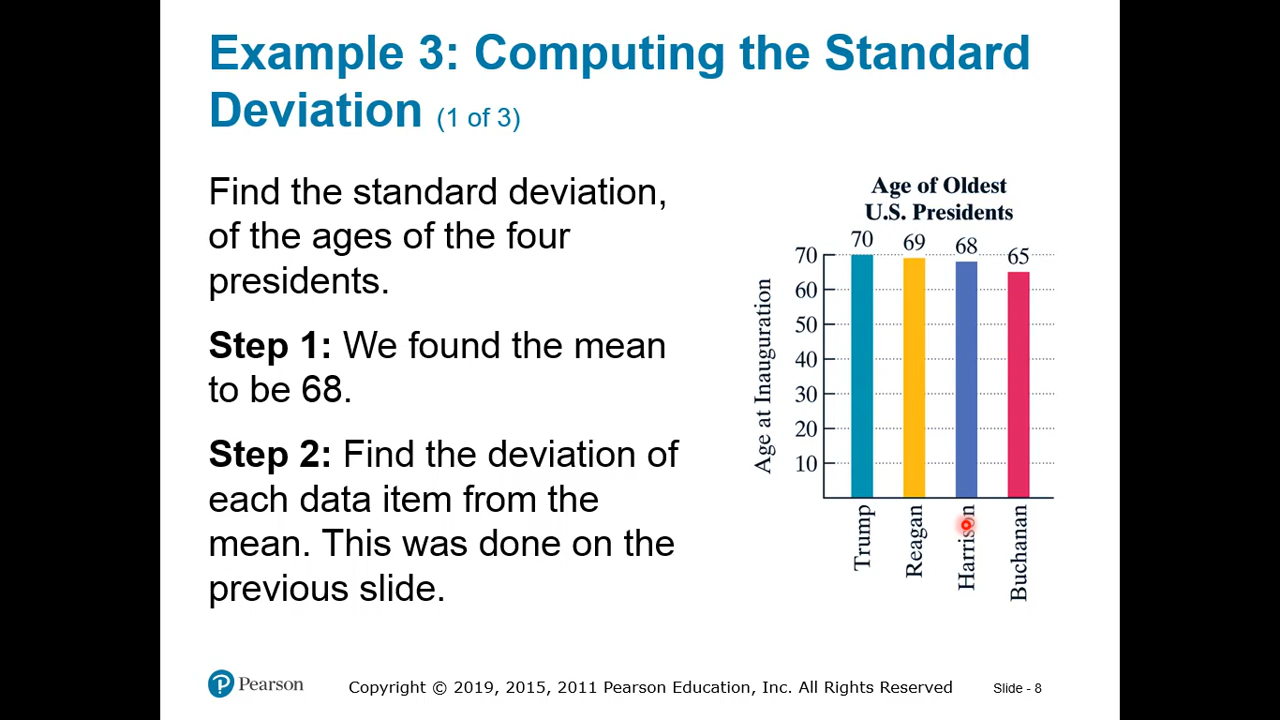 Example 3: Computing the Standard
Deviation (1 of 3)
Find the standard deviation,
of the ages of the four
presidents.
Step 1: We found the mean
to be 68.
Step 2: Find the deviation of
each data item from the
mean. This was done on the
previous slide.
Age of Oldest
U.S. Presidents
70 69 68 65
70
60
50
40
30
20
10
Age at Inauguration
Trump
Reagan
Harrison
Buchanan
Pearson
Copyright © 2019, 2015, 2011 Pearson Education, Inc. All Rights Reserved
Slide - 8